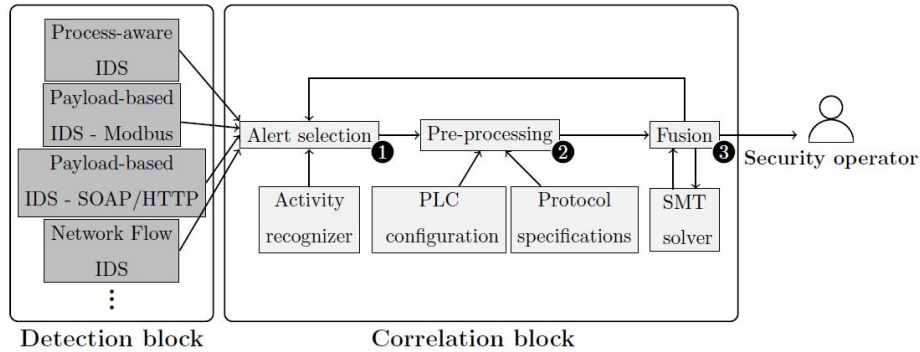 Process-aware
IDS
Payload-based
IDS - Modbus
Payload-based
IDS - SOAP/HTTP
Network Flow
IDS
Detection block
Alert selection
1
Pre-processing
2
Fusion
3
Activity
recognizer
PLC
configuration
Protocol
specifications
SMT
solver
Correlation block
Security operator